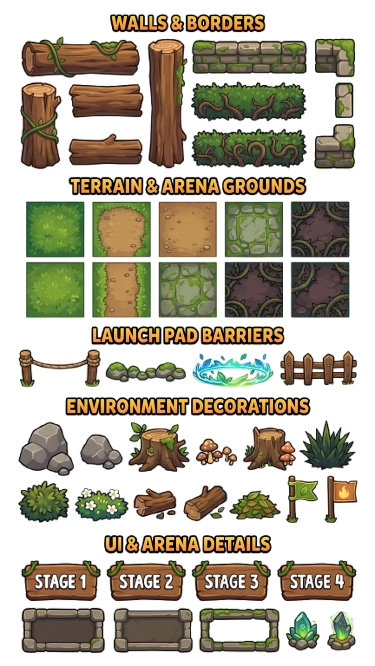 WALLS & BORDERS
TERRAIN & ARENA GROUNDS
LAUNCH PAD BARRIERS
ENVIRONMENT DECORATIONS
UI & ARENA DETAILS
STAGE 1 STAGE 2 STAGE 3 STAGE 4